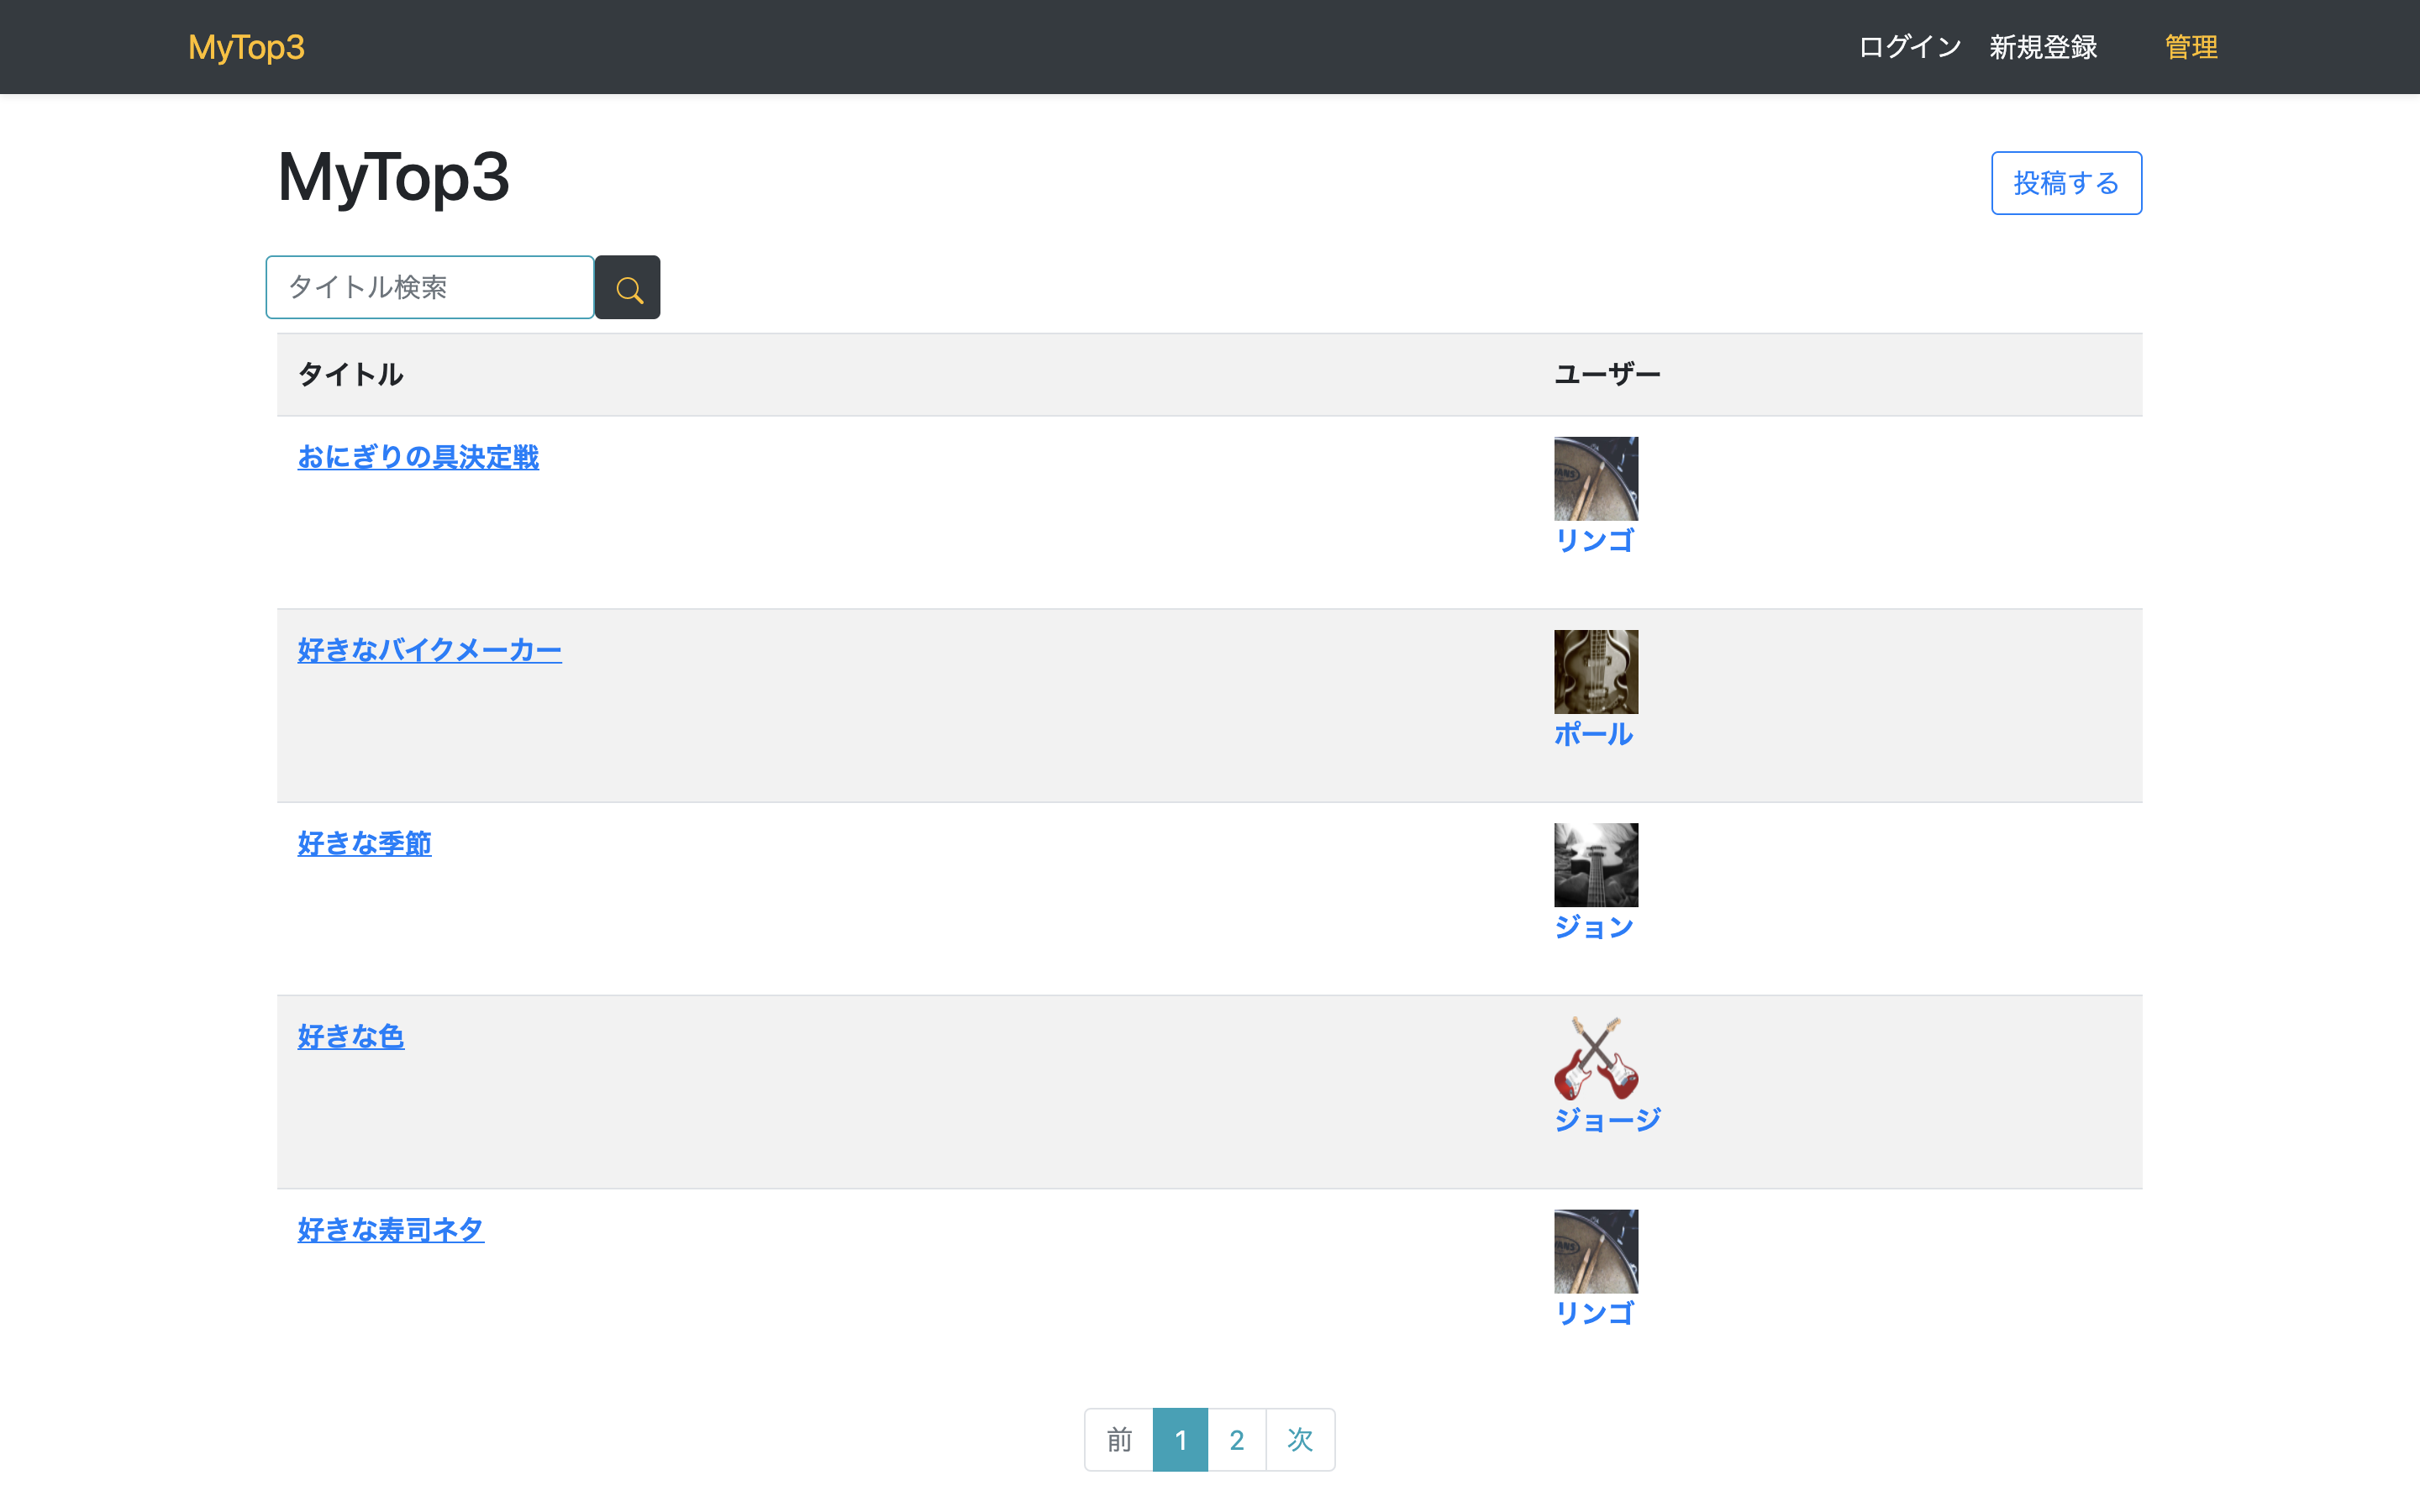 MyTop3
ログイン 新規登録 管理
MyTop3
投稿する
タイトル検索
タイトル ユーザー
おにぎりの具決定戦
リンゴ
好きなバイクメーカー
ポール
好きな季節
ジョン
好きな色
ジョージ
好きな寿司ネタ
リンゴ
前 1 2 次